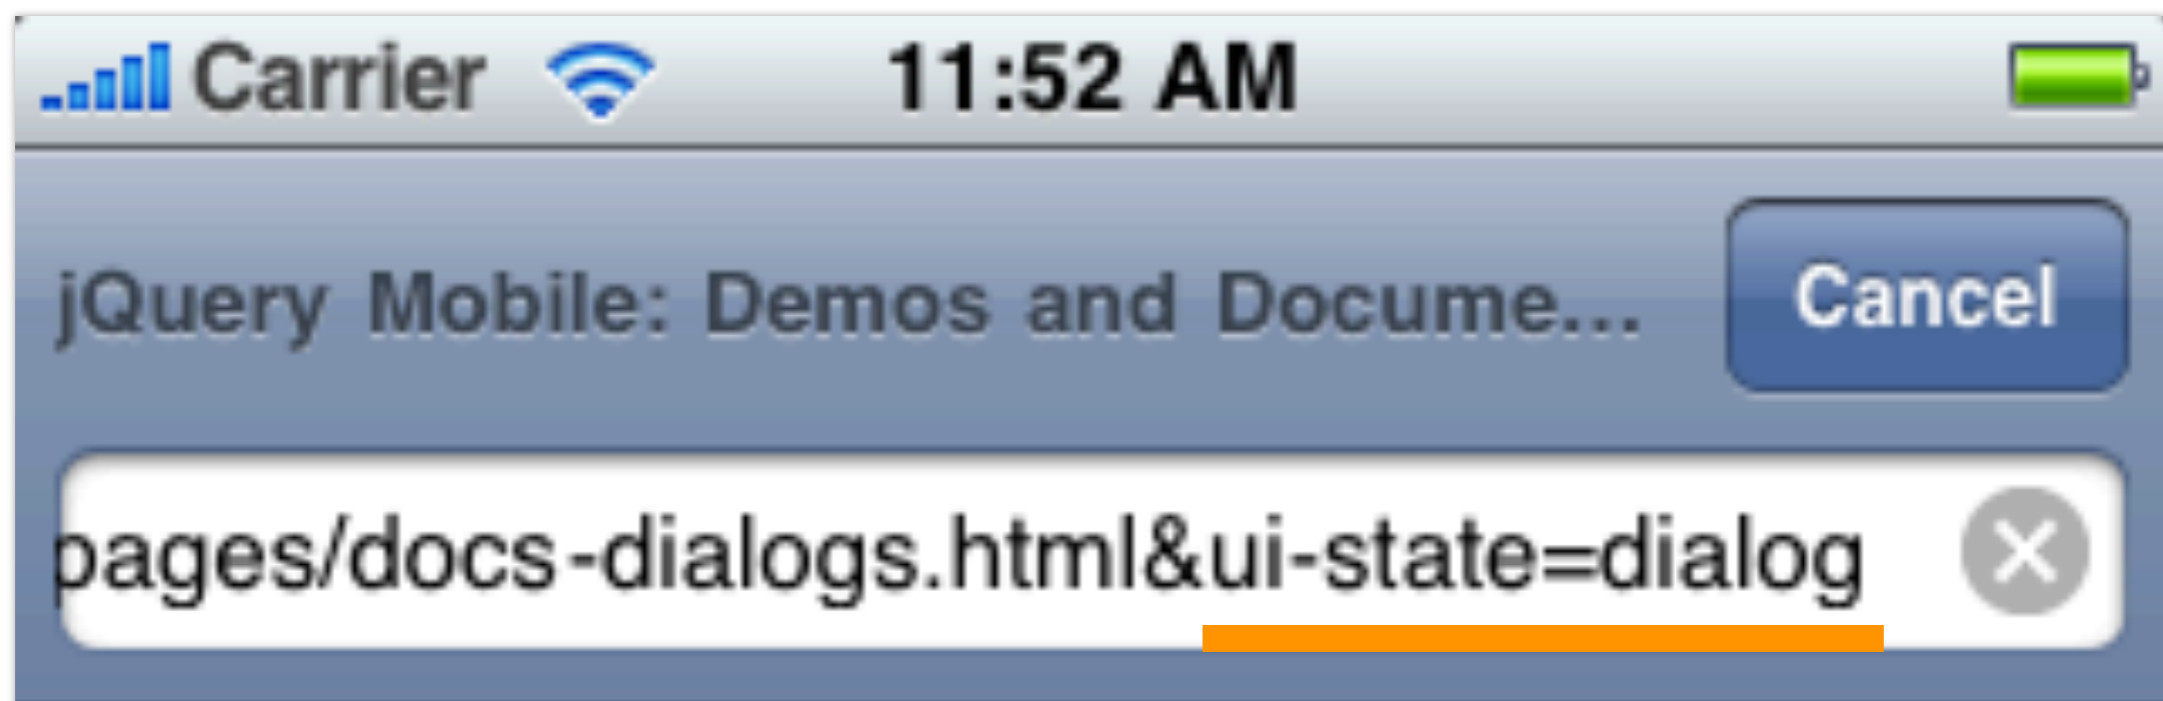 Carrier 11:52 AM
jQuery Mobile: Demos and Docume... Cancel
pages/docs-dialogs.html&ui-state=dialog